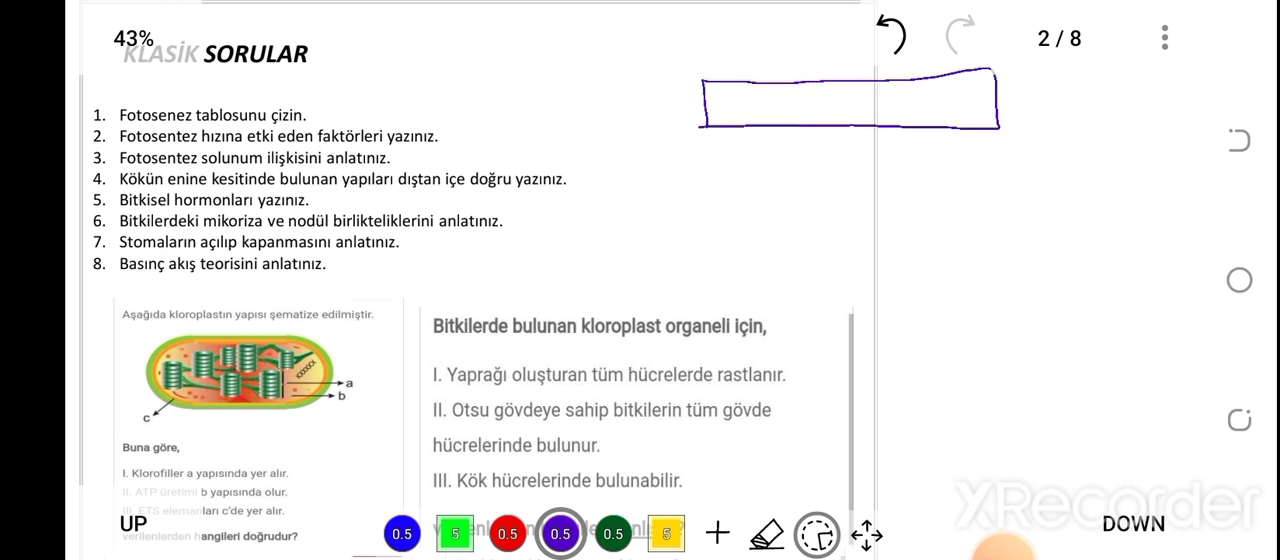 43%
KLASİK SORULAR
2 / 8
1. Fotosenez tablosunu çizin.
2. Fotosentez hızına etki eden faktörleri yazınız.
3. Fotosentez solunum ilişkisini anlatınız.
4. Kökün enine kesitinde bulunan yapıları dıştan içe doğru yazınız.
5. Bitkisel hormonları yazınız.
6. Bitkilerdeki mikoriza ve nodül birlikteliklerini anlatınız.
7. Stomaların açılıp kapanmasını anlatınız.
8. Basınç akış teorisini anlatınız.
Aşağıda kloroplastın yapısı şematize edilmiştir.
a
b
c
Buna göre,
I. Klorofiller a yapısında yer alır.
II. ATP üretimi b yapısında olur.
III. ETS elemanları c'de yer alır.
verilenlerden hangileri doğrudur?
Bitkilerde bulunan kloroplast organeli için,
I. Yaprağı oluşturan tüm hücrelerde rastlanır.
II. Otsu gövdeye sahip bitkilerin tüm gövde
hücrelerinde bulunur.
III. Kök hücrelerinde bulunabilir.
UP
0.5 5 0.5 0.5 0.5 5
DOWN
XRecorder